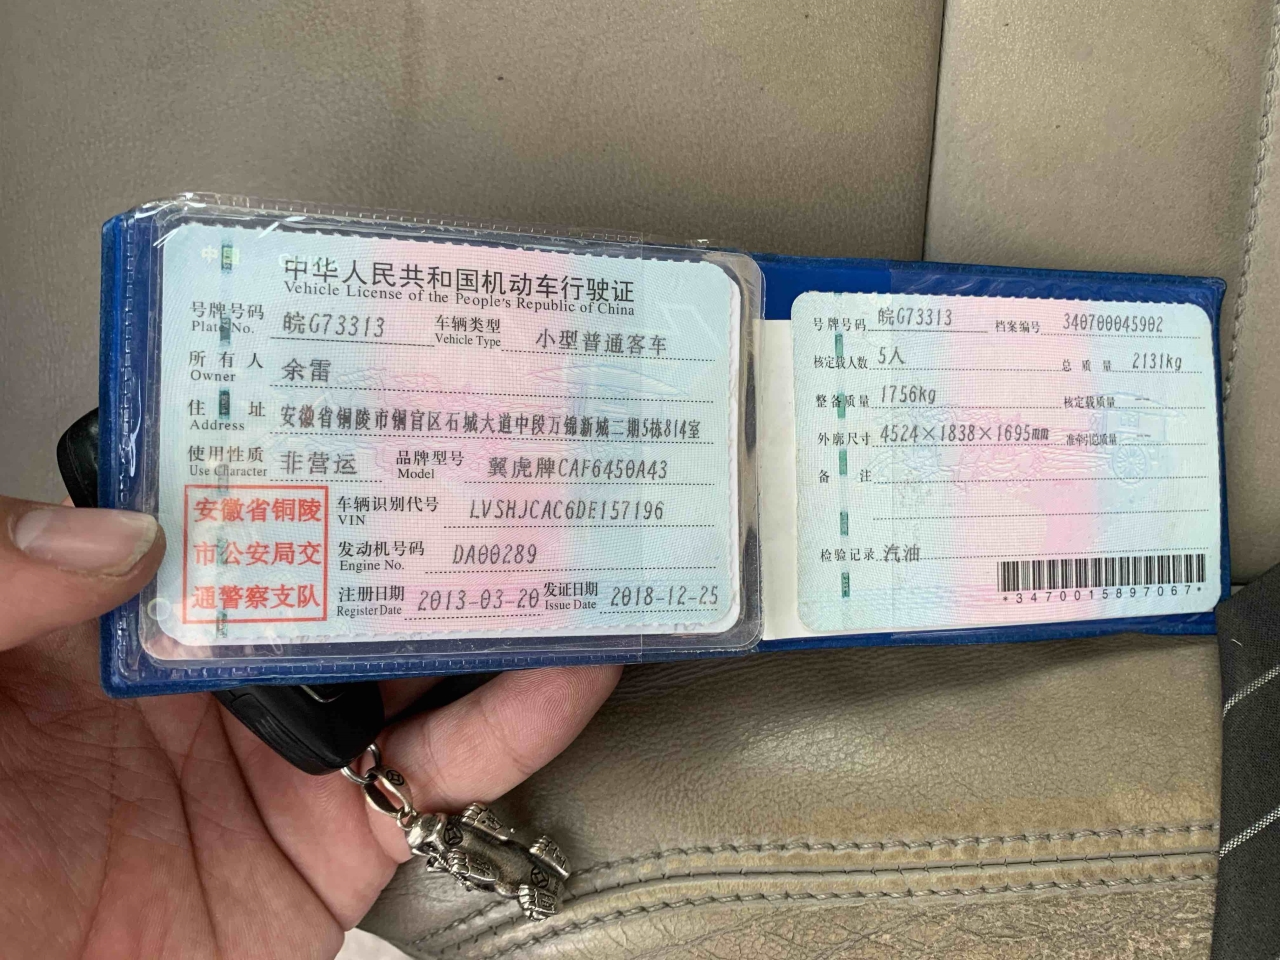 中国
中华人民共和国机动车行驶证
Vehicle License of the People's Republic of China
号牌号码 皖G73313 车辆类型 小型普通客车
Plate No. Vehicle Type
所有人 余雷
Owner
住址 安徽省铜陵市铜官区石城大道中段万锦新城二期5栋814室
Address
使用性质 非营运 品牌型号 翼虎牌CAF6450A43
Use Character Model
安徽省铜陵
市公安局交
通警察支队
车辆识别代号 LVSHJCAC6DE157196
VIN
发动机号码 DA00289
Engine No.
注册日期 2013-03-20 发证日期 2018-12-25
Register Date Issue Date
号牌号码 皖G73313 档案编号 340700045902
核定载人数 5人 总质量 2131kg
整备质量 1756kg 核定载质量 --
外廓尺寸 4524×1838×1695mm 准牵引总质量 --
备注
检验记录 汽油
*3470015897067*